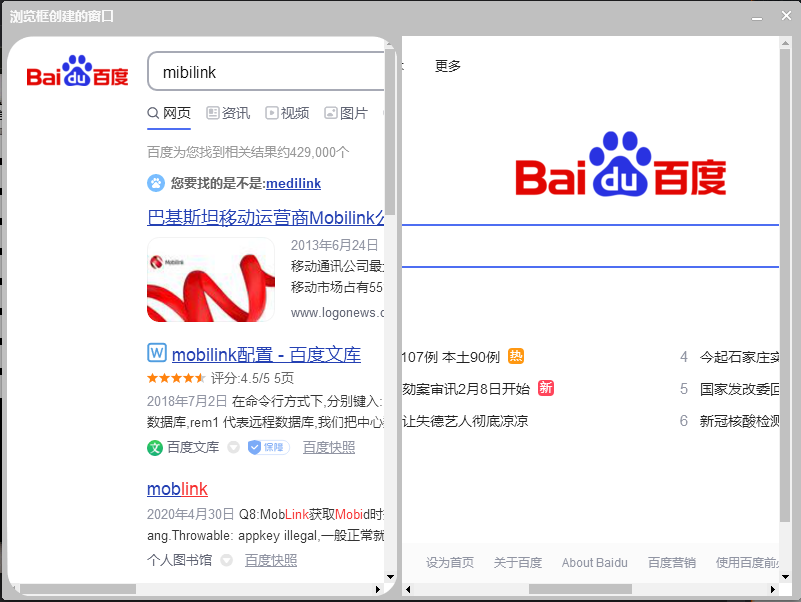 浏览框创建的窗口
Bai du 百度
mibilink
网页 资讯 视频 图片
百度为您找到相关结果约429,000个
您要找的是不是:medilink
巴基斯坦移动运营商Mobilink
Mobilink
2013年6月24日
移动通讯公司最
移动市场占有55
www.logonews.c
mobilink配置 - 百度文库
评分:4.5/5 5页
2018年7月2日 在命令行方式下,分别键入:
数据库,rem1 代表远程数据库,我们把中心
百度文库 保障 百度快照
moblink
2020年4月30日 Q8:MobLink获取Mobid时
ang.Throwable: appkey illegal,一般正常就
个人图书馆 百度快照
更多
Bai du 百度
107例 本土90例 热
劾案审讯2月8日开始 新
让失德艺人彻底凉凉
4 今起石家庄实
5 国家发改委回
6 新冠核酸检测
设为首页 关于百度 About Baidu 百度营销 使用百度前必